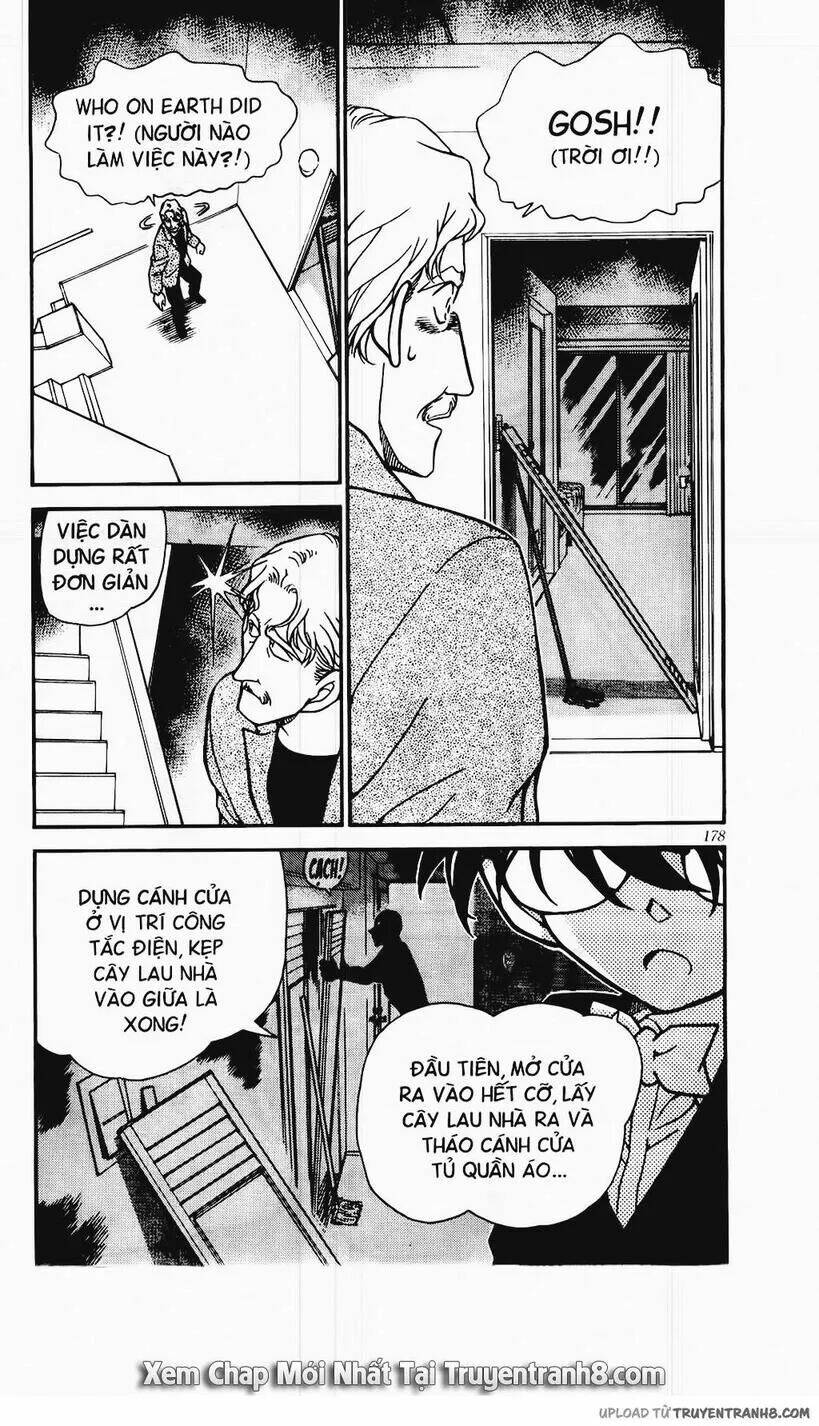 GOSH!!
(TRỜI ƠI!!)
WHO ON EARTH DID
IT?! (NGƯỜI NÀO
LÀM VIỆC NÀY?!)
VIỆC DÀN
DỰNG RẤT
ĐƠN GIẢN
...
178
ĐẦU TIÊN, MỞ CỬA
RA VÀO HẾT CỠ, LẤY
CÂY LAU NHÀ RA VÀ
THÁO CÁNH CỬA
TỦ QUẦN ÁO...
CẠCH!
DỰNG CÁNH CỬA
Ở VỊ TRÍ CÔNG
TẮC ĐIỆN, KẸP
CÂY LAU NHÀ
VÀO GIỮA LÀ
XONG!
Xem Chap Mới Nhất Tại Truyentranh8.com
UPLOAD TỪ TRUYENTRANH8.COM